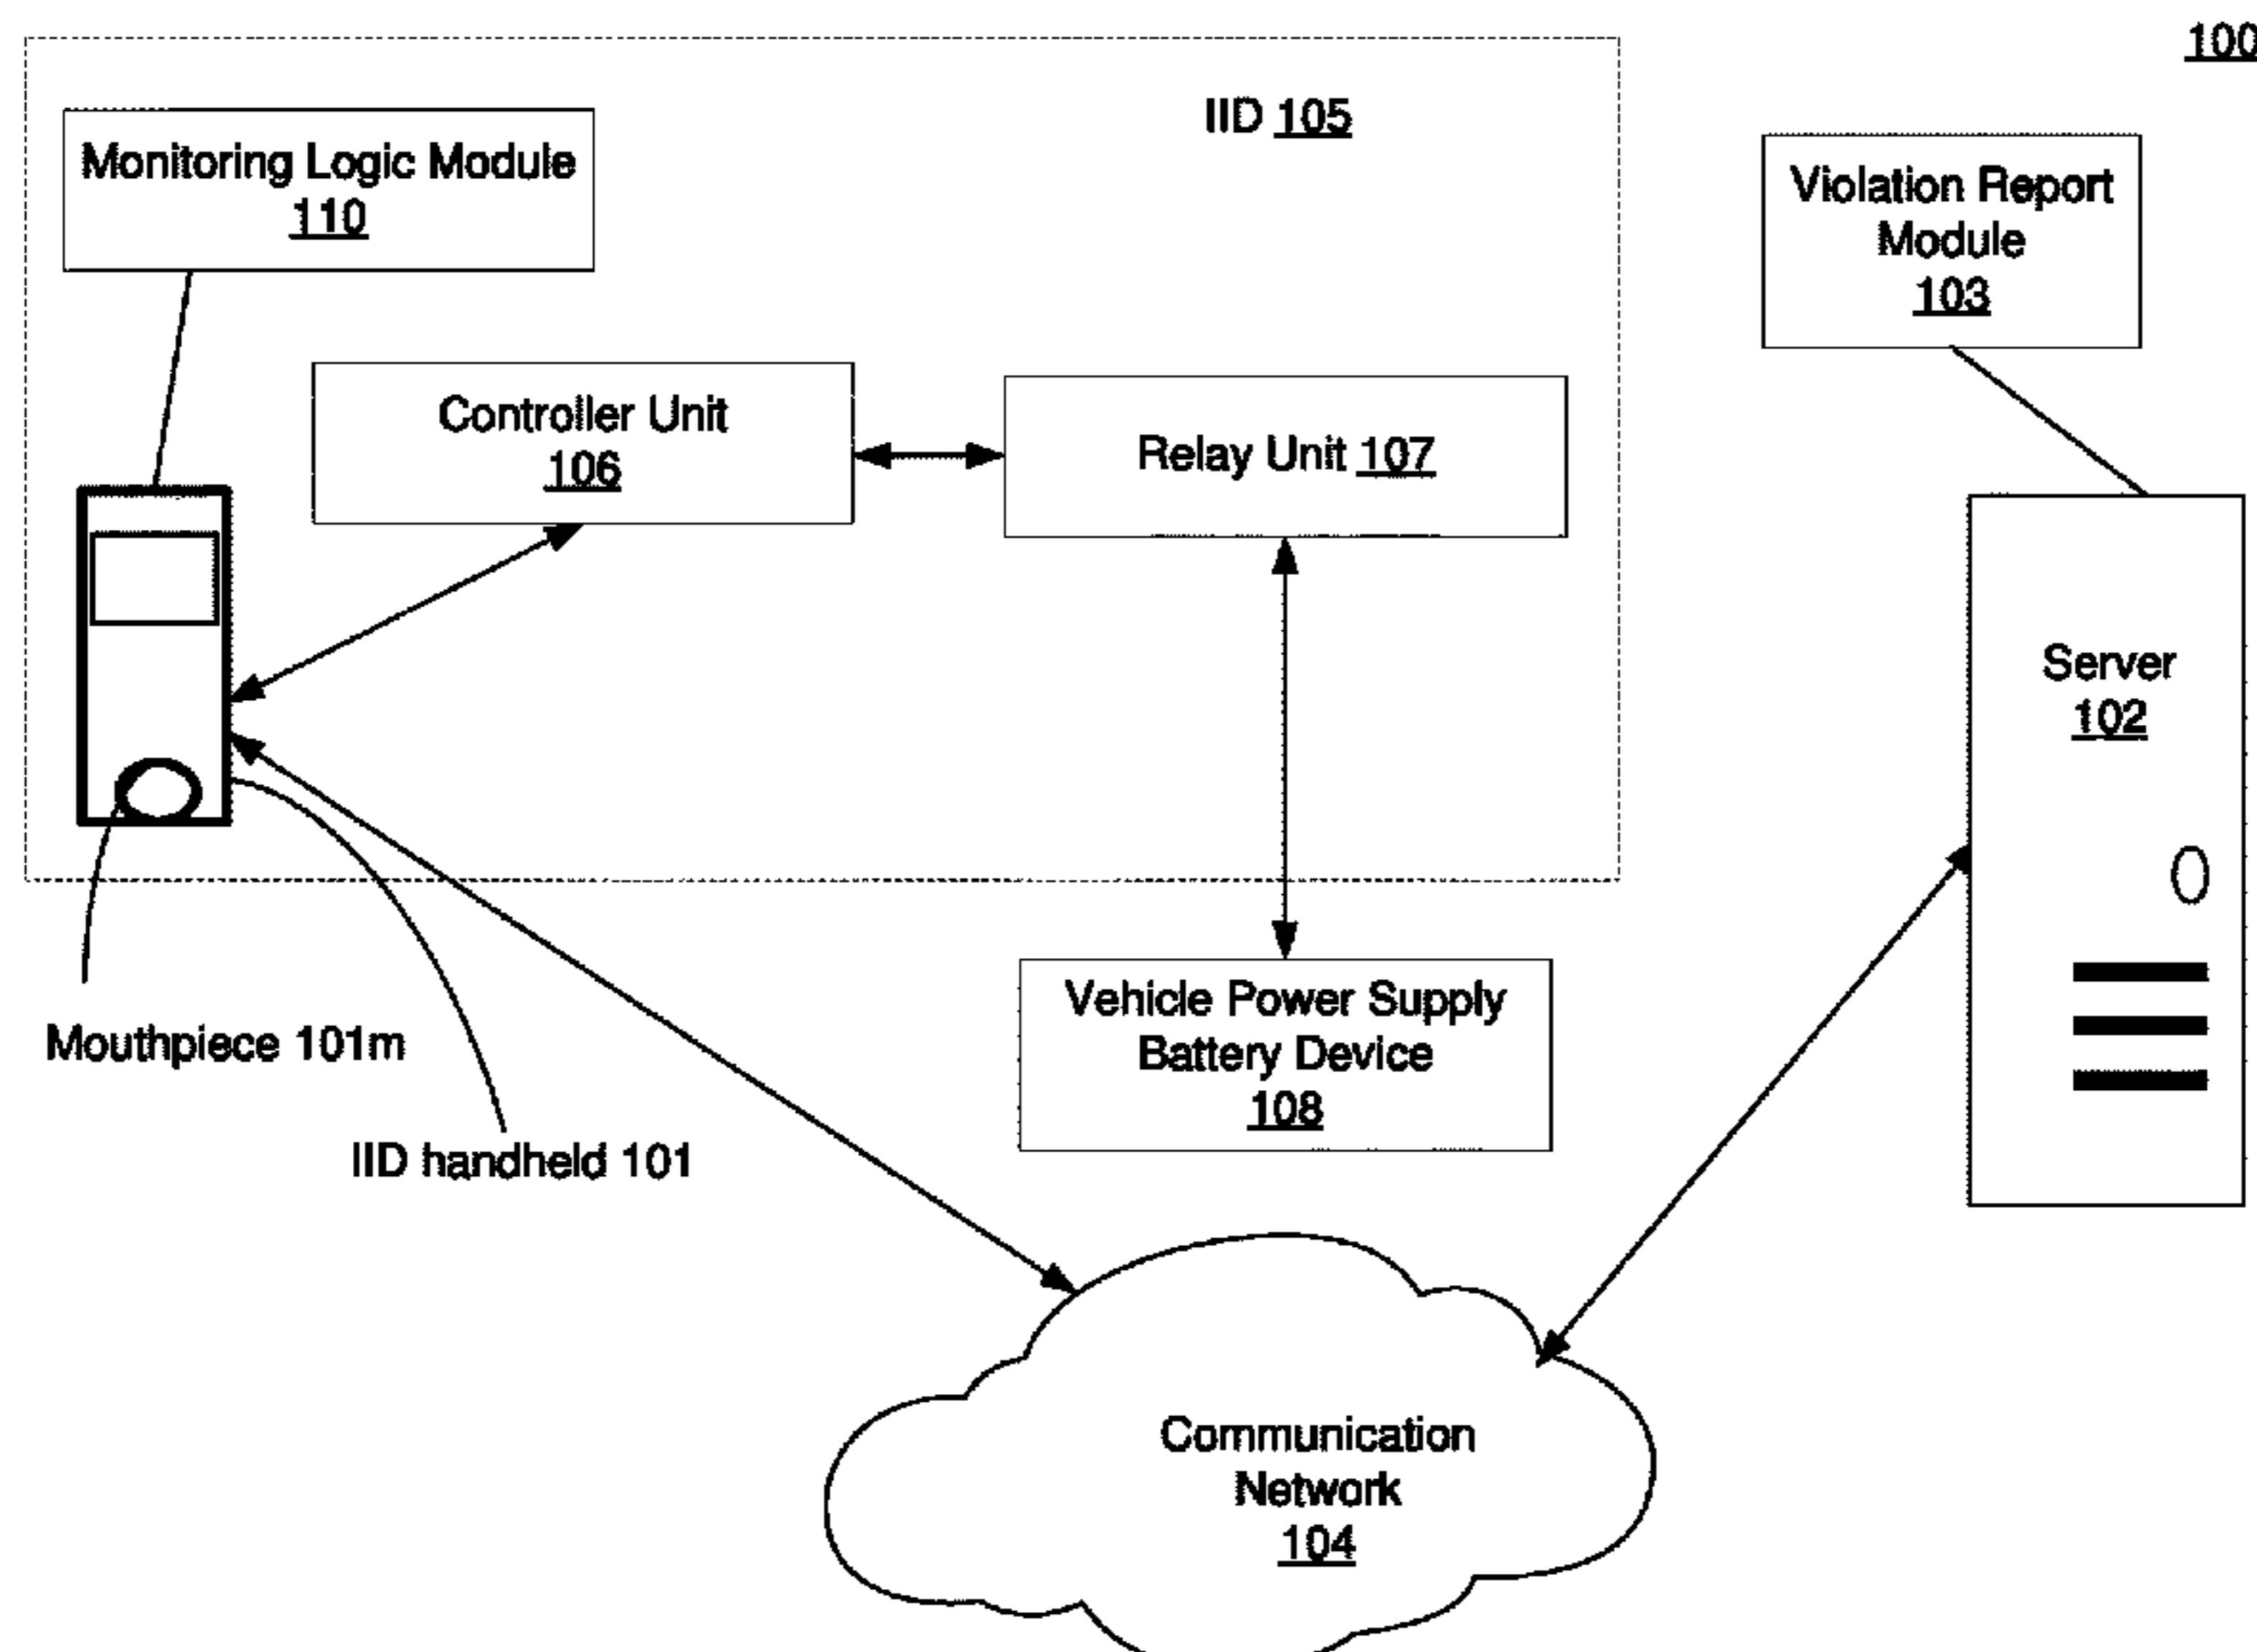 100
IID 105
Monitoring Logic Module
110
Violation Report
Module
103
Controller Unit
106
Relay Unit 107
Server
102
Vehicle Power Supply
Battery Device
108
Mouthpiece 101m
IID handheld 101
Communication
Network
104